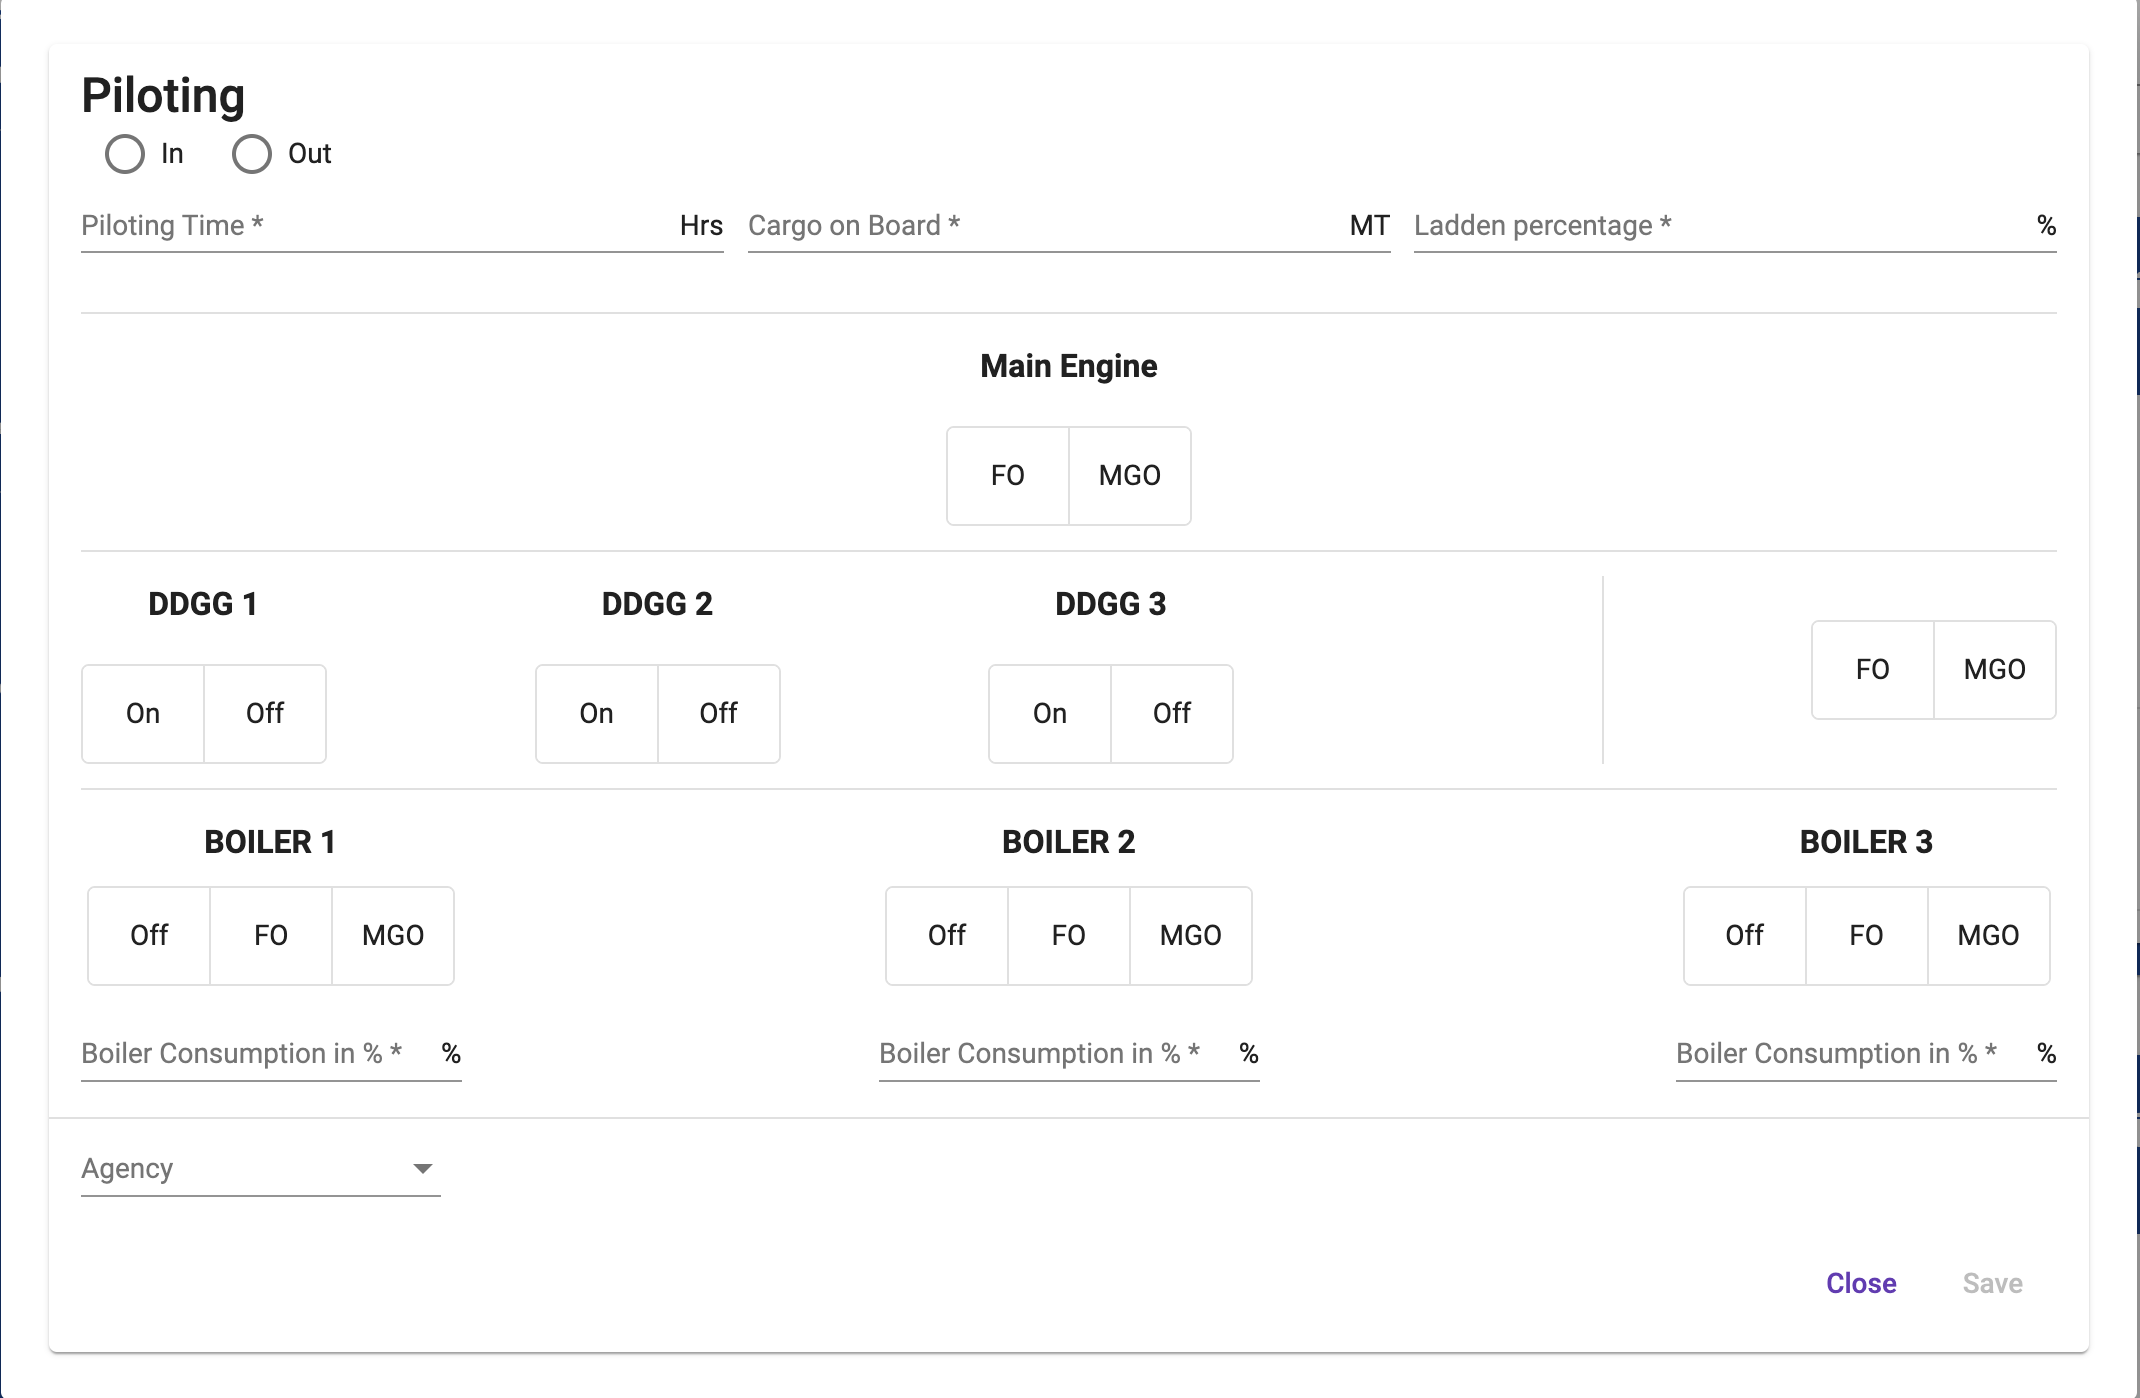 Piloting
In Out
Piloting Time * Hrs Cargo on Board * MT Ladden percentage * %
Main Engine
FO MGO
DDGG 1 DDGG 2 DDGG 3
FO MGO
On Off On Off On Off
BOILER 1 BOILER 2 BOILER 3
Off FO MGO Off FO MGO Off FO MGO
Boiler Consumption in % * % Boiler Consumption in % * % Boiler Consumption in % * %
Agency
Close Save